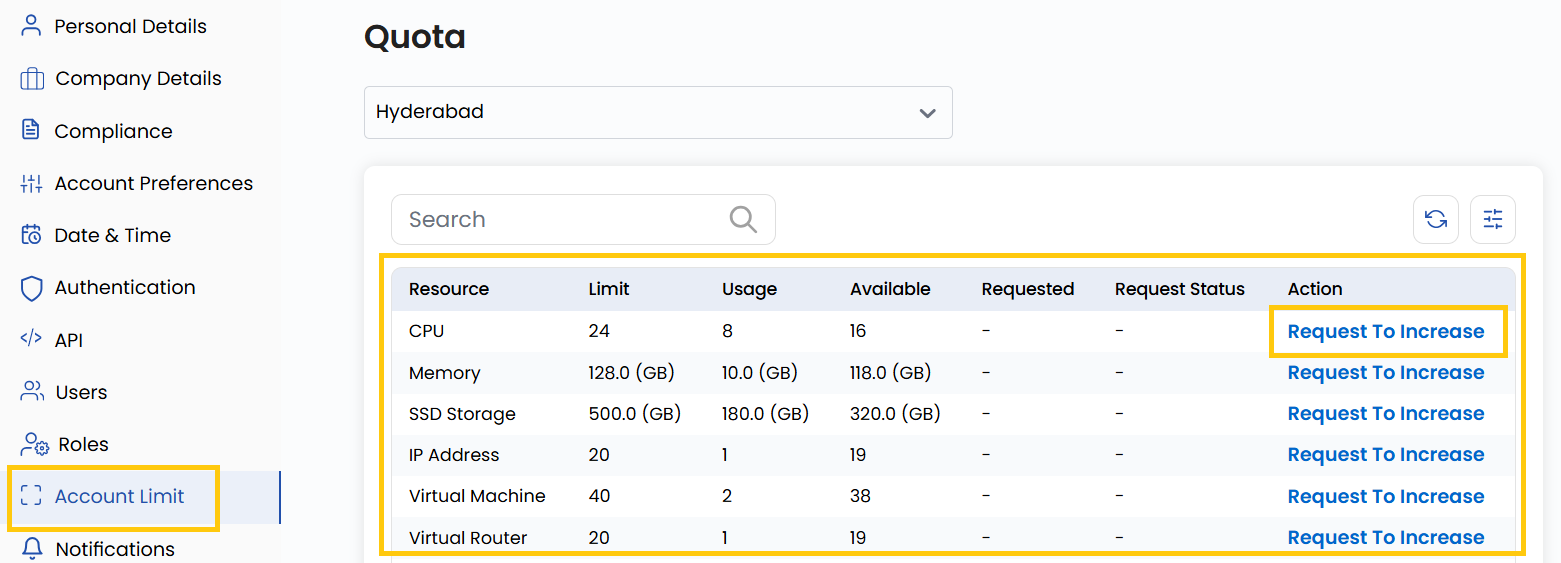 Personal Details
Company Details
Compliance
Account Preferences
Date & Time
Authentication
API
Users
Roles
Account Limit
Notifications
Quota
Hyderabad
Search
Resource Limit Usage Available Requested Request Status Action
CPU 24 8 16 - - Request To Increase
Memory 128.0 (GB) 10.0 (GB) 118.0 (GB) - - Request To Increase
SSD Storage 500.0 (GB) 180.0 (GB) 320.0 (GB) - - Request To Increase
IP Address 20 1 19 - - Request To Increase
Virtual Machine 40 2 38 - - Request To Increase
Virtual Router 20 1 19 - - Request To Increase